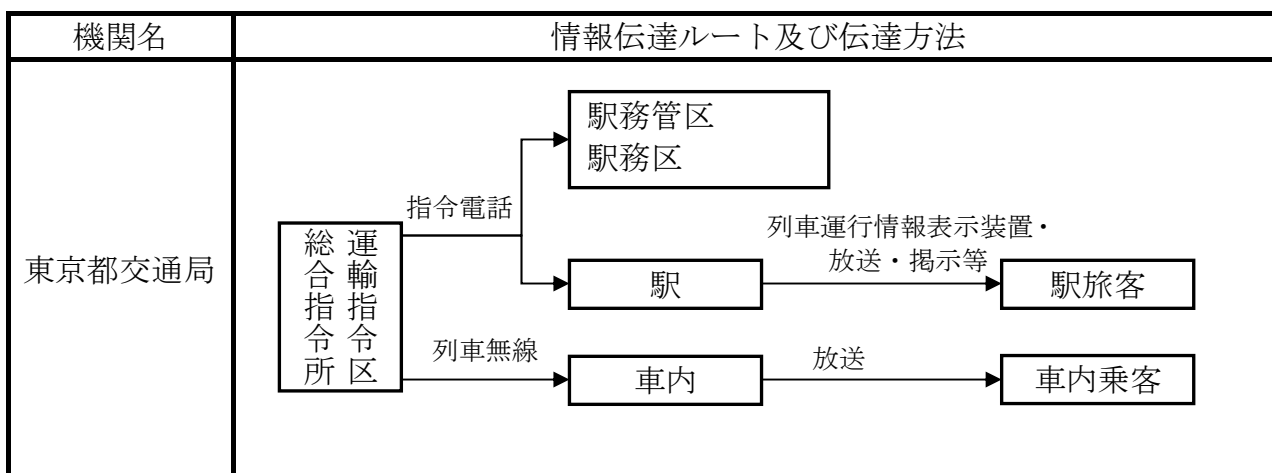 機関名
情報伝達ルート及び伝達方法
東京都交通局
運輸指令区
総合指令所
指令電話
駅務管区
駅務区
駅
列車運行情報表示装置・
放送・掲示等
駅旅客
列車無線
車内
放送
車内乗客